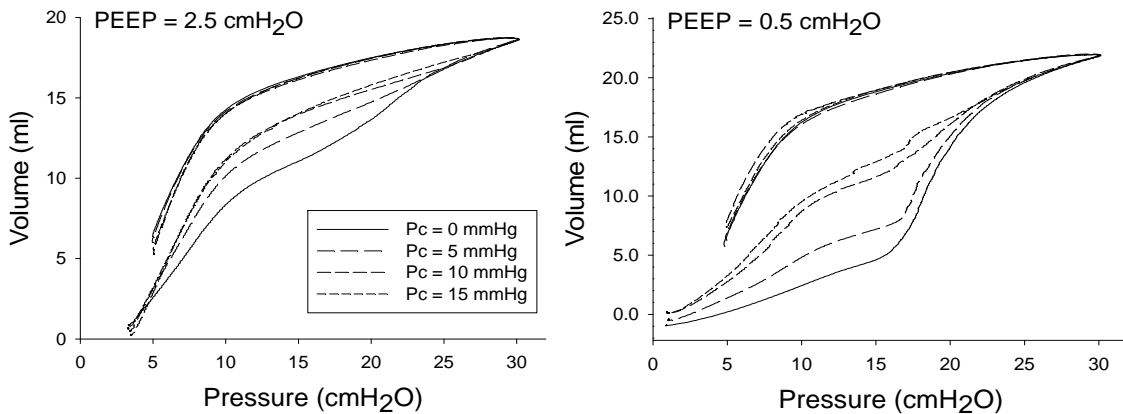 PEEP = 2.5 cmH2O
Volume (ml)
20
15
10
5
0
0 5 10 15 20 25 30
Pressure (cmH2O)
Pc = 0 mmHg
Pc = 5 mmHg
Pc = 10 mmHg
Pc = 15 mmHg
PEEP = 0.5 cmH2O
Volume (ml)
25.0
20.0
15.0
10.0
5.0
0.0
0 5 10 15 20 25 30
Pressure (cmH2O)